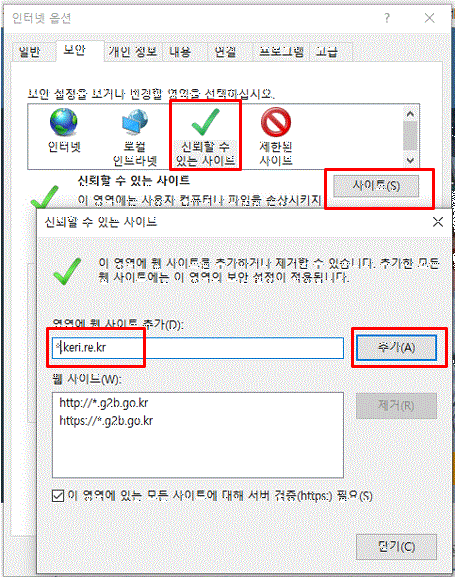 인터넷 옵션
일반 보안 개인 정보 내용 연결 프로그램 고급
보안 설정을 보거나 변경할 영역을 선택하십시오.
인터넷
로컬
인트라넷
신뢰할 수
있는 사이트
제한된
사이트
신뢰할 수 있는 사이트
사이트(S)
이 영역에는 사용자 컴퓨터나 파일을 손상시키지
신뢰할 수 있는 사이트
이 영역에 웹 사이트를 추가하거나 제거할 수 있습니다. 추가한 모든
웹 사이트에는 이 영역의 보안 설정이 적용됩니다.
영역에 웹 사이트 추가(D):
*.keri.re.kr
추가(A)
웹 사이트(W):
http://*.g2b.go.kr
https://*.g2b.go.kr
제거(R)
이 영역에 있는 모든 사이트에 대해 서버 검증(https:) 필요(S)
닫기(C)